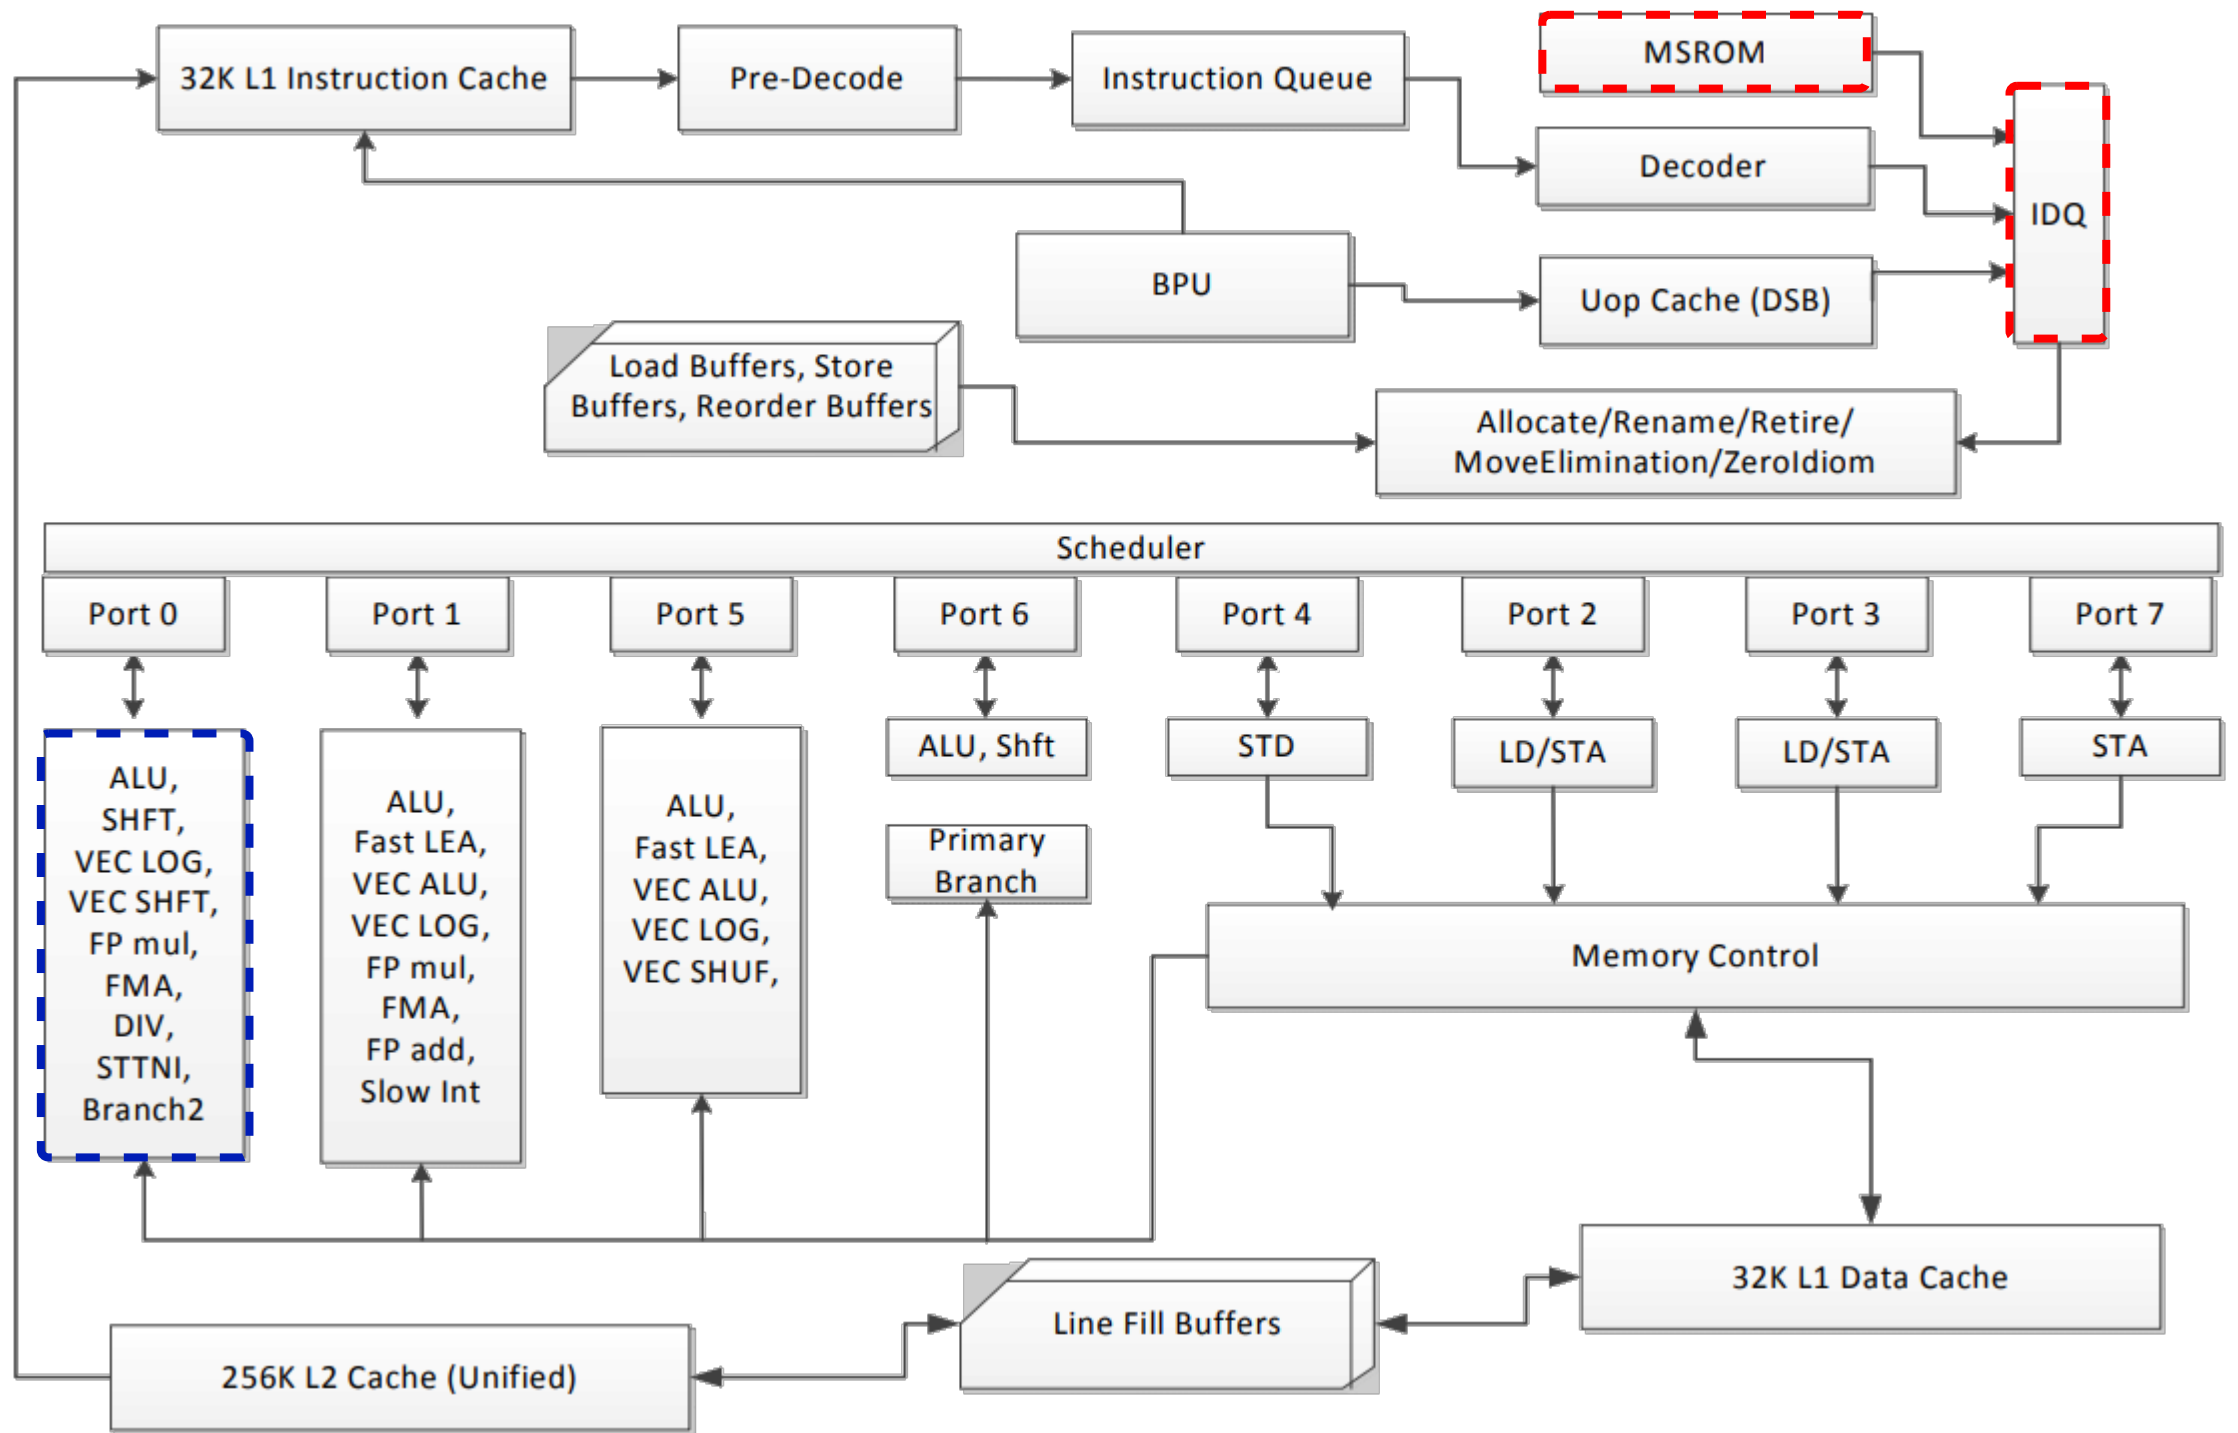 32K L1 Instruction Cache
Pre-Decode
Instruction Queue
MSROM
Decoder
IDQ
BPU
Uop Cache (DSB)
Load Buffers, Store
Buffers, Reorder Buffers
Allocate/Rename/Retire/
MoveElimination/ZeroIdiom
Scheduler
Port 0
Port 1
Port 5
Port 6
Port 4
Port 2
Port 3
Port 7
ALU,
SHFT,
VEC LOG,
VEC SHFT,
FP mul,
FMA,
DIV,
STTNI,
Branch2
ALU,
Fast LEA,
VEC ALU,
VEC LOG,
FP mul,
FMA,
FP add,
Slow Int
ALU,
Fast LEA,
VEC ALU,
VEC LOG,
VEC SHUF,
ALU, Shft
Primary
Branch
STD
LD/STA
LD/STA
STA
Memory Control
32K L1 Data Cache
Line Fill Buffers
256K L2 Cache (Unified)